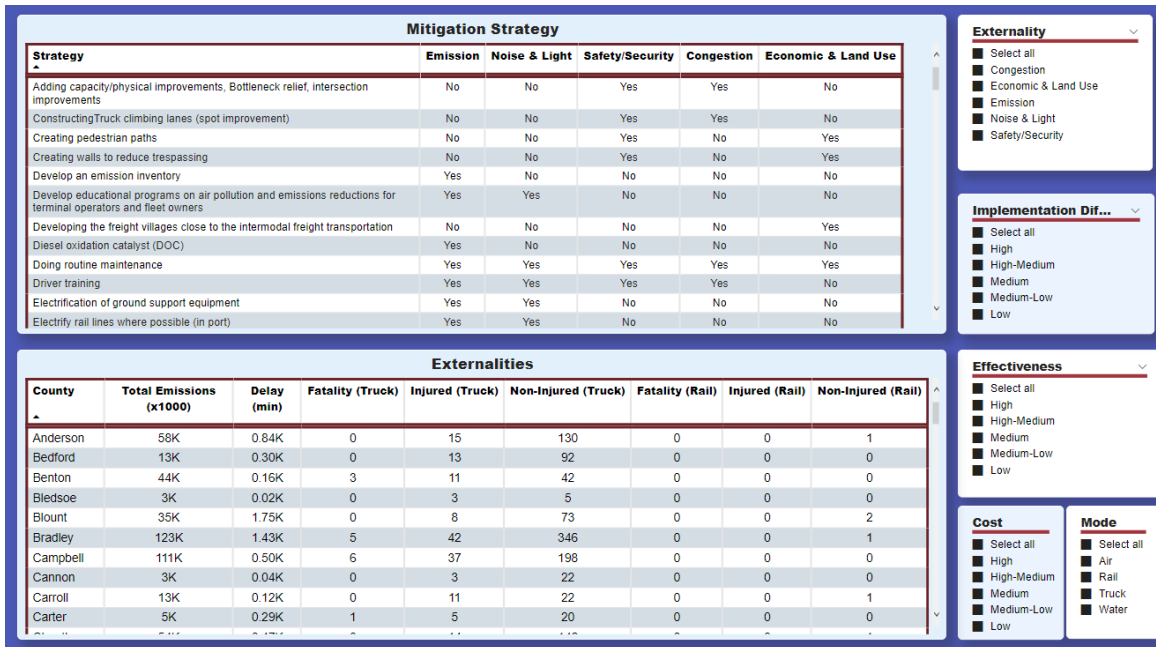 Mitigation Strategy
Strategy Emission Noise & Light Safety/Security Congestion Economic & Land Use
Adding capacity/physical improvements, Bottleneck relief, intersection
improvements No No Yes Yes No
ConstructingTruck climbing lanes (spot improvement) No No Yes Yes No
Creating pedestrian paths No No Yes No Yes
Creating walls to reduce trespassing No No Yes No Yes
Develop an emission inventory Yes No No No No
Develop educational programs on air pollution and emissions reductions for
terminal operators and fleet owners Yes Yes No No No
Developing the freight villages close to the intermodal freight transportation No No No No Yes
Diesel oxidation catalyst (DOC) Yes No No No No
Doing routine maintenance Yes Yes Yes Yes Yes
Driver training Yes Yes Yes Yes No
Electrification of ground support equipment Yes Yes No No No
Electrify rail lines where possible (in port) Yes Yes No No No
Externality
Select all
Congestion
Economic & Land Use
Emission
Noise & Light
Safety/Security
Implementation Dif...
Select all
High
High-Medium
Medium
Medium-Low
Low
Externalities
County Total Emissions Delay Fatality (Truck) Injured (Truck) Non-Injured (Truck) Fatality (Rail) Injured (Rail) Non-Injured (Rail)
(x1000) (min)
Anderson 58K 0.84K 0 15 130 0 0 1
Bedford 13K 0.30K 0 13 92 0 0 0
Benton 44K 0.16K 3 11 42 0 0 0
Bledsoe 3K 0.02K 0 3 5 0 0 0
Blount 35K 1.75K 0 8 73 0 0 2
Bradley 123K 1.43K 5 42 346 0 0 1
Campbell 111K 0.50K 6 37 198 0 0 0
Cannon 3K 0.04K 0 3 22 0 0 0
Carroll 13K 0.12K 0 11 22 0 0 1
Carter 5K 0.29K 1 5 20 0 0 0
Effectiveness
Select all
High
High-Medium
Medium
Medium-Low
Low
Cost
Select all
High
High-Medium
Medium
Medium-Low
Low
Mode
Select all
Air
Rail
Truck
Water